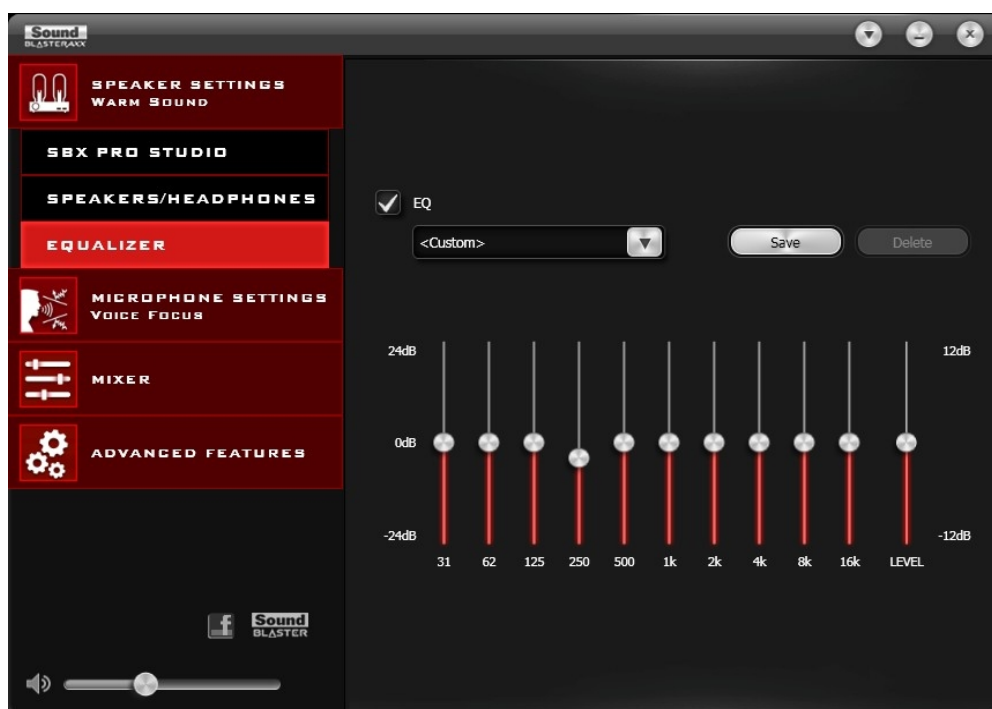 Sound
BLASTERAXX
SPEAKER SETTINGS
WARM SOUND
SBX PRO STUDIO
SPEAKERS/HEADPHONES
EQUALIZER
MICROPHONE SETTINGS
VOICE FOCUS
MIXER
ADVANCED FEATURES
f
Sound
BLASTER
EQ
<Custom>
Save
Delete
24dB
12dB
0dB
-24dB
-12dB
31 62 125 250 500 1k 2k 4k 8k 16k LEVEL